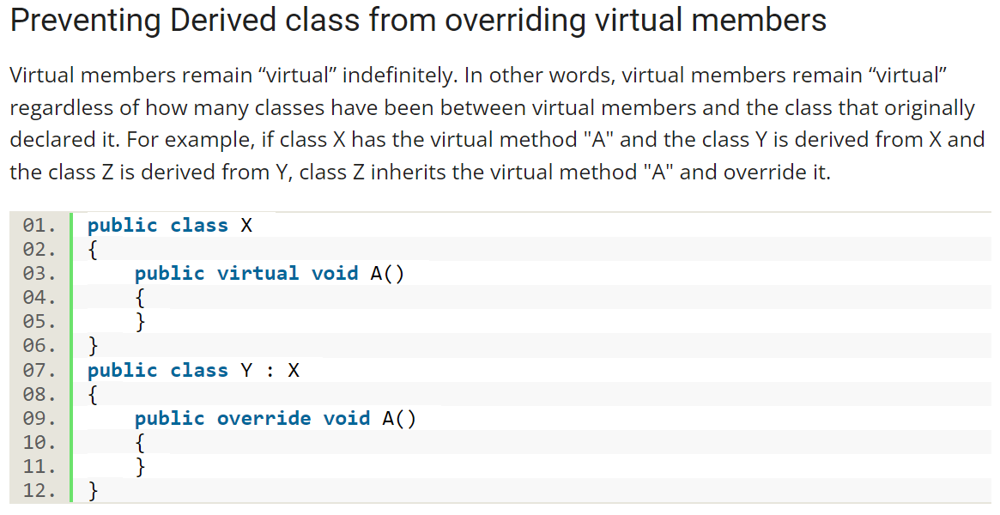 Preventing Derived class from overriding virtual members
Virtual members remain “virtual” indefinitely. In other words, virtual members remain “virtual”
regardless of how many classes have been between virtual members and the class that originally
declared it. For example, if class X has the virtual method "A" and the class Y is derived from X and
the class Z is derived from Y, class Z inherits the virtual method "A" and override it.
01. public class X
02. {
03.     public virtual void A()
04.     {
05.     }
06. }
07. public class Y : X
08. {
09.     public override void A()
10.     {
11.     }
12. }